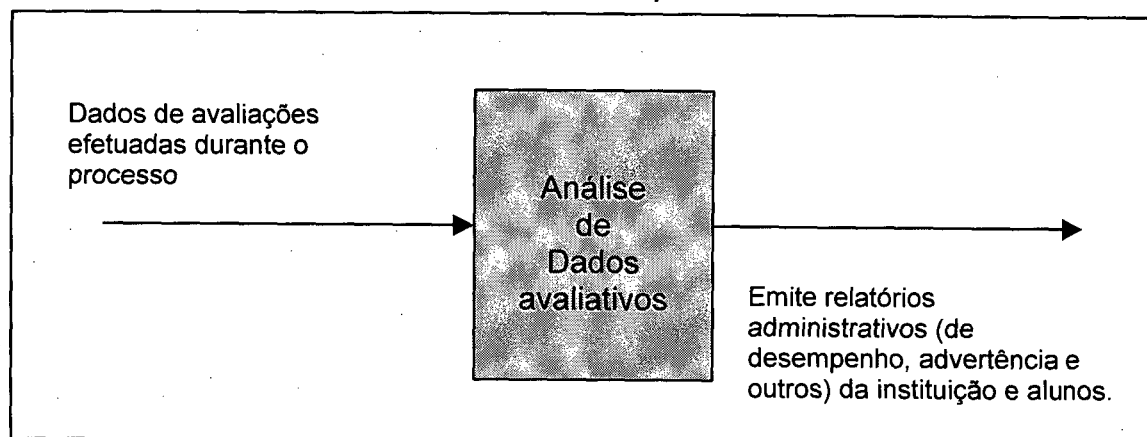 Dados de avaliações
efetuadas durante o
processo
Análise
de
Dados
avaliativos
Emite relatórios
administrativos (de
desempenho, advertência e
outros) da instituição e alunos.